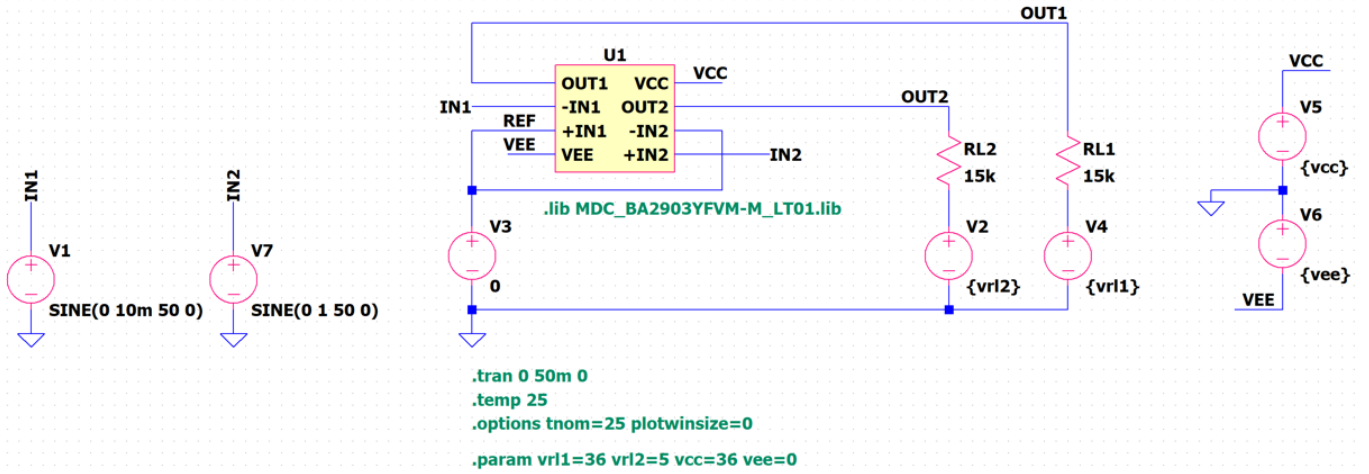 OUT1
U1
OUT1 VCC
VCC
IN1
-IN1 OUT2
OUT2
REF
+IN1 -IN2
VEE
VEE +IN2
IN2
.lib MDC_BA2903YFVM-M_LT01.lib
IN1
V1
SINE(0 10m 50 0)
IN2
V7
SINE(0 1 50 0)
V3
0
RL2
15k
V2
{vrl2}
RL1
15k
V4
{vrl1}
VCC
V5
{vcc}
V6
{vee}
VEE
.tran 0 50m 0
.temp 25
.options tnom=25 plotwinsize=0
.param vrl1=36 vrl2=5 vcc=36 vee=0